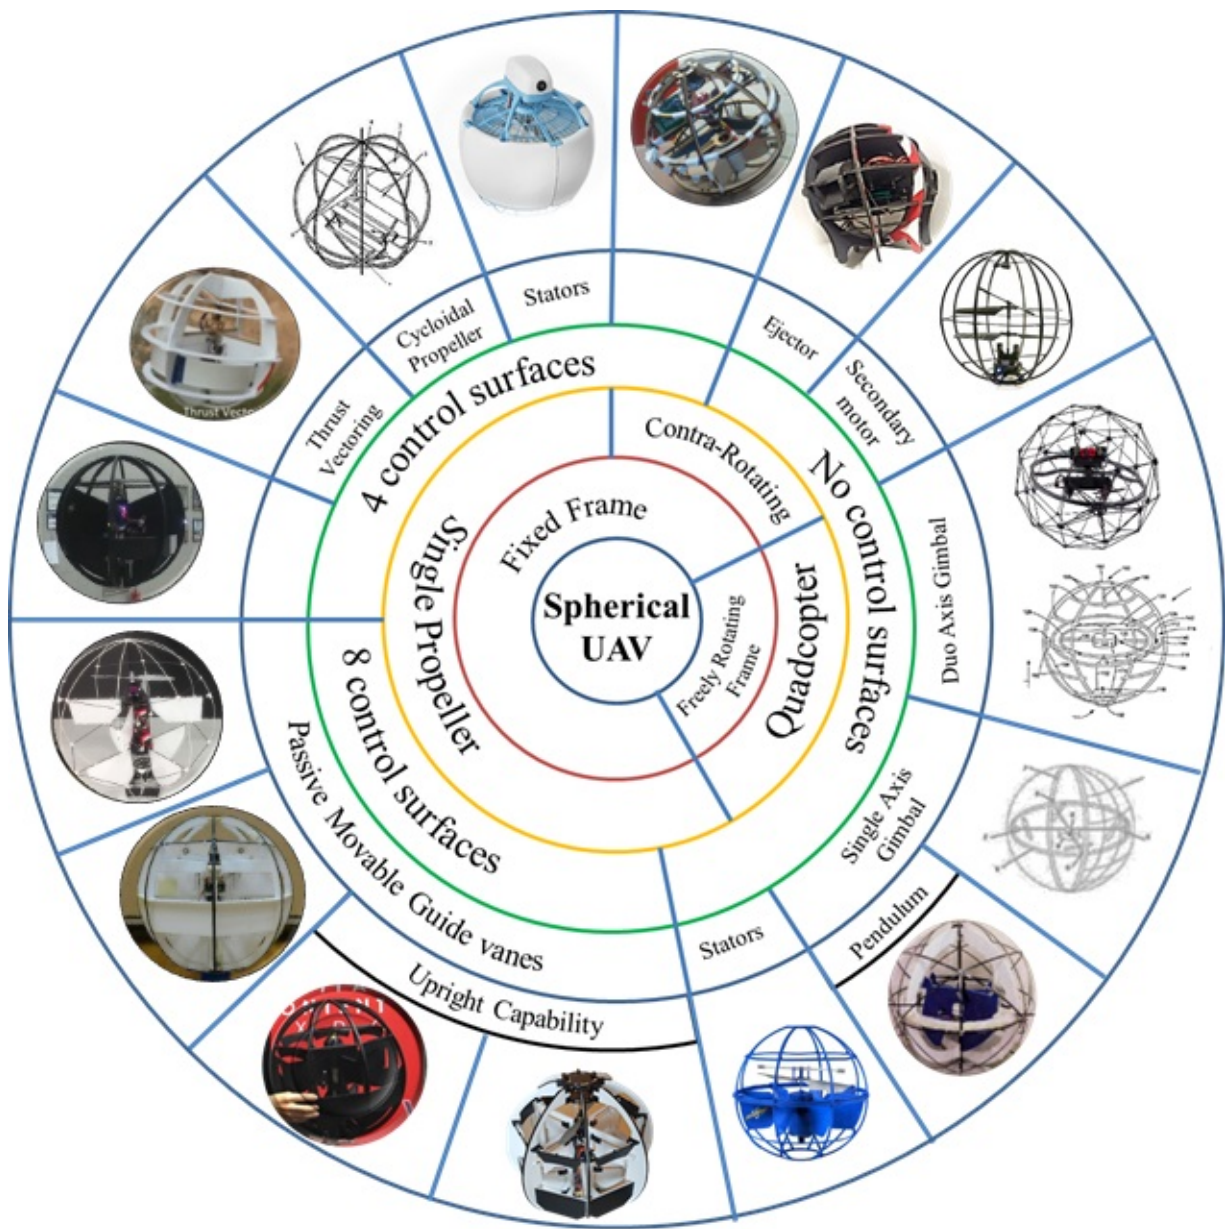 Spherical
UAV
Fixed Frame
Freely Rotating
Frame
Single Propeller
Contra-Rotating
Quadcopter
4 control surfaces
No control surfaces
8 control surfaces
Thrust
Vectoring
Cycloidal
Propeller
Stators
Ejector
Secondary
motor
Duo Axis Gimbal
Single Axis
Gimbal
Pendulum
Stators
Passive Movable Guide vanes
Upright Capability
Thrust Vecto